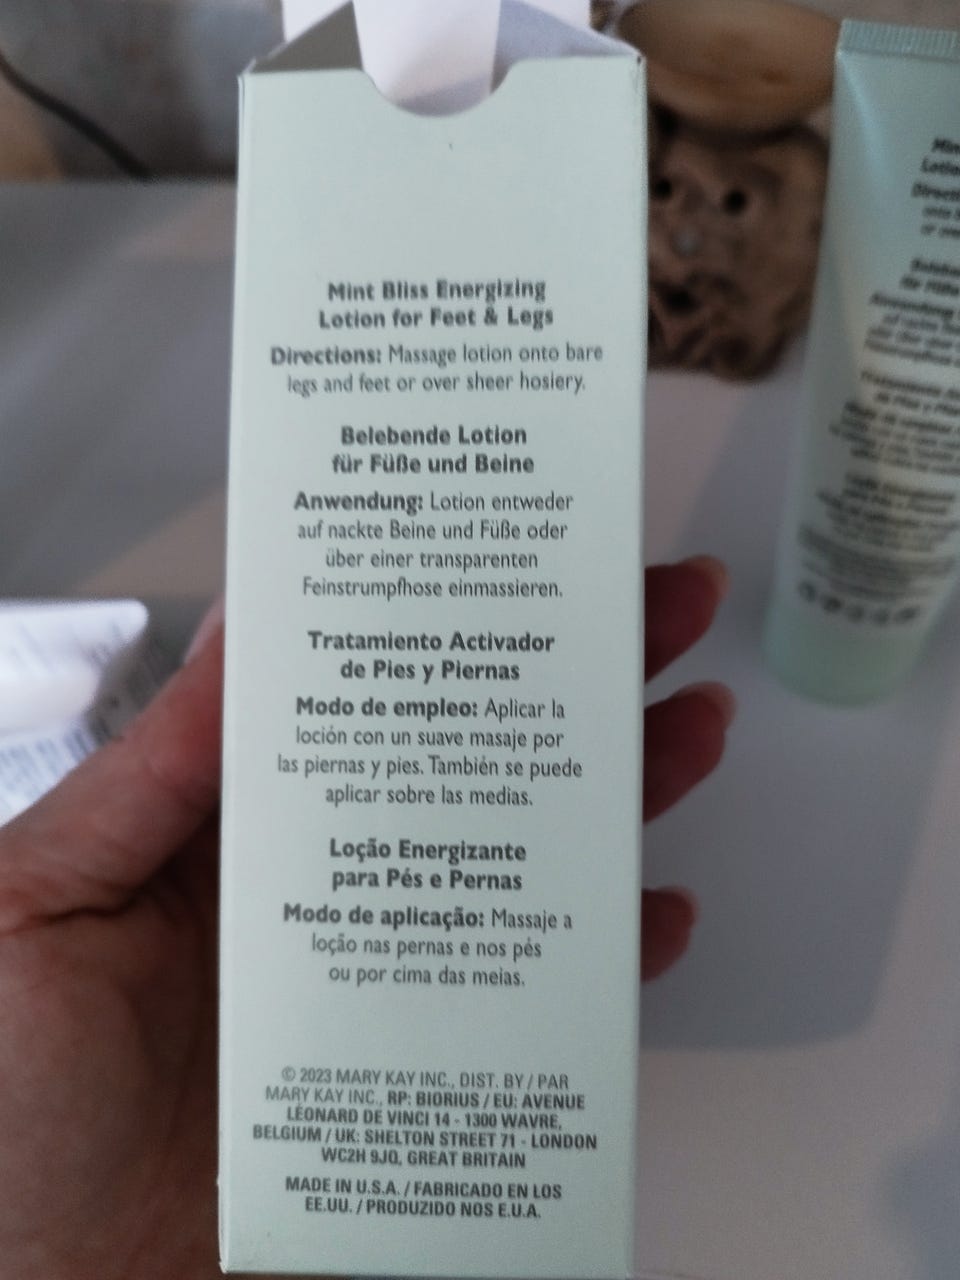 Mint Bliss Energizing
Lotion for Feet & Legs
Directions: Massage lotion onto bare
legs and feet or over sheer hosiery.
Belebende Lotion
für Füße und Beine
Anwendung: Lotion entweder
auf nackte Beine und Füße oder
über einer transparenten
Feinstrumpfhose einmassieren.
Tratamiento Activador
de Pies y Piernas
Modo de empleo: Aplicar la
loción con un suave masaje por
las piernas y pies. También se puede
aplicar sobre las medias.
Loção Energizante
para Pés e Pernas
Modo de aplicação: Massaje a
loção nas pernas e nos pés
ou por cima das meias.
© 2023 MARY KAY INC., DIST. BY / PAR
MARY KAY INC., RP: BIORIUS / EU: AVENUE
LÉONARD DE VINCI 14 - 1300 WAVRE,
BELGIUM / UK: SHELTON STREET 71 - LONDON
WC2H 9JQ, GREAT BRITAIN
MADE IN U.S.A. / FABRICADO EN LOS
EE.UU. / PRODUZIDO NOS E.U.A.